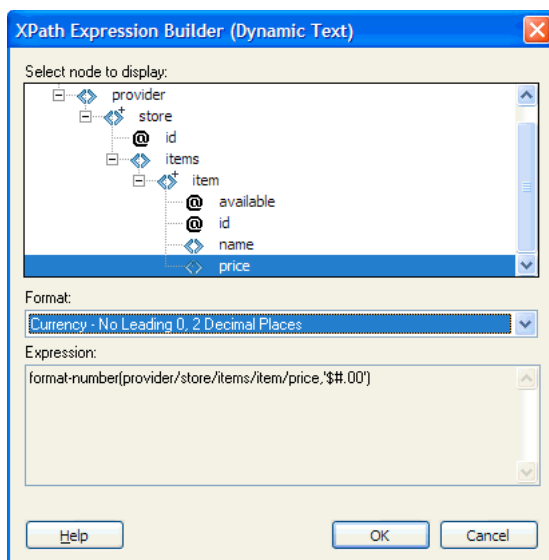 XPath Expression Builder (Dynamic Text)
Select node to display:
provider
store
@ id
items
item
@ available
@ id
name
price
Format:
Currency - No Leading 0, 2 Decimal Places
Expression:
format-number(provider/store/items/item/price,'$#.00')
Help OK Cancel